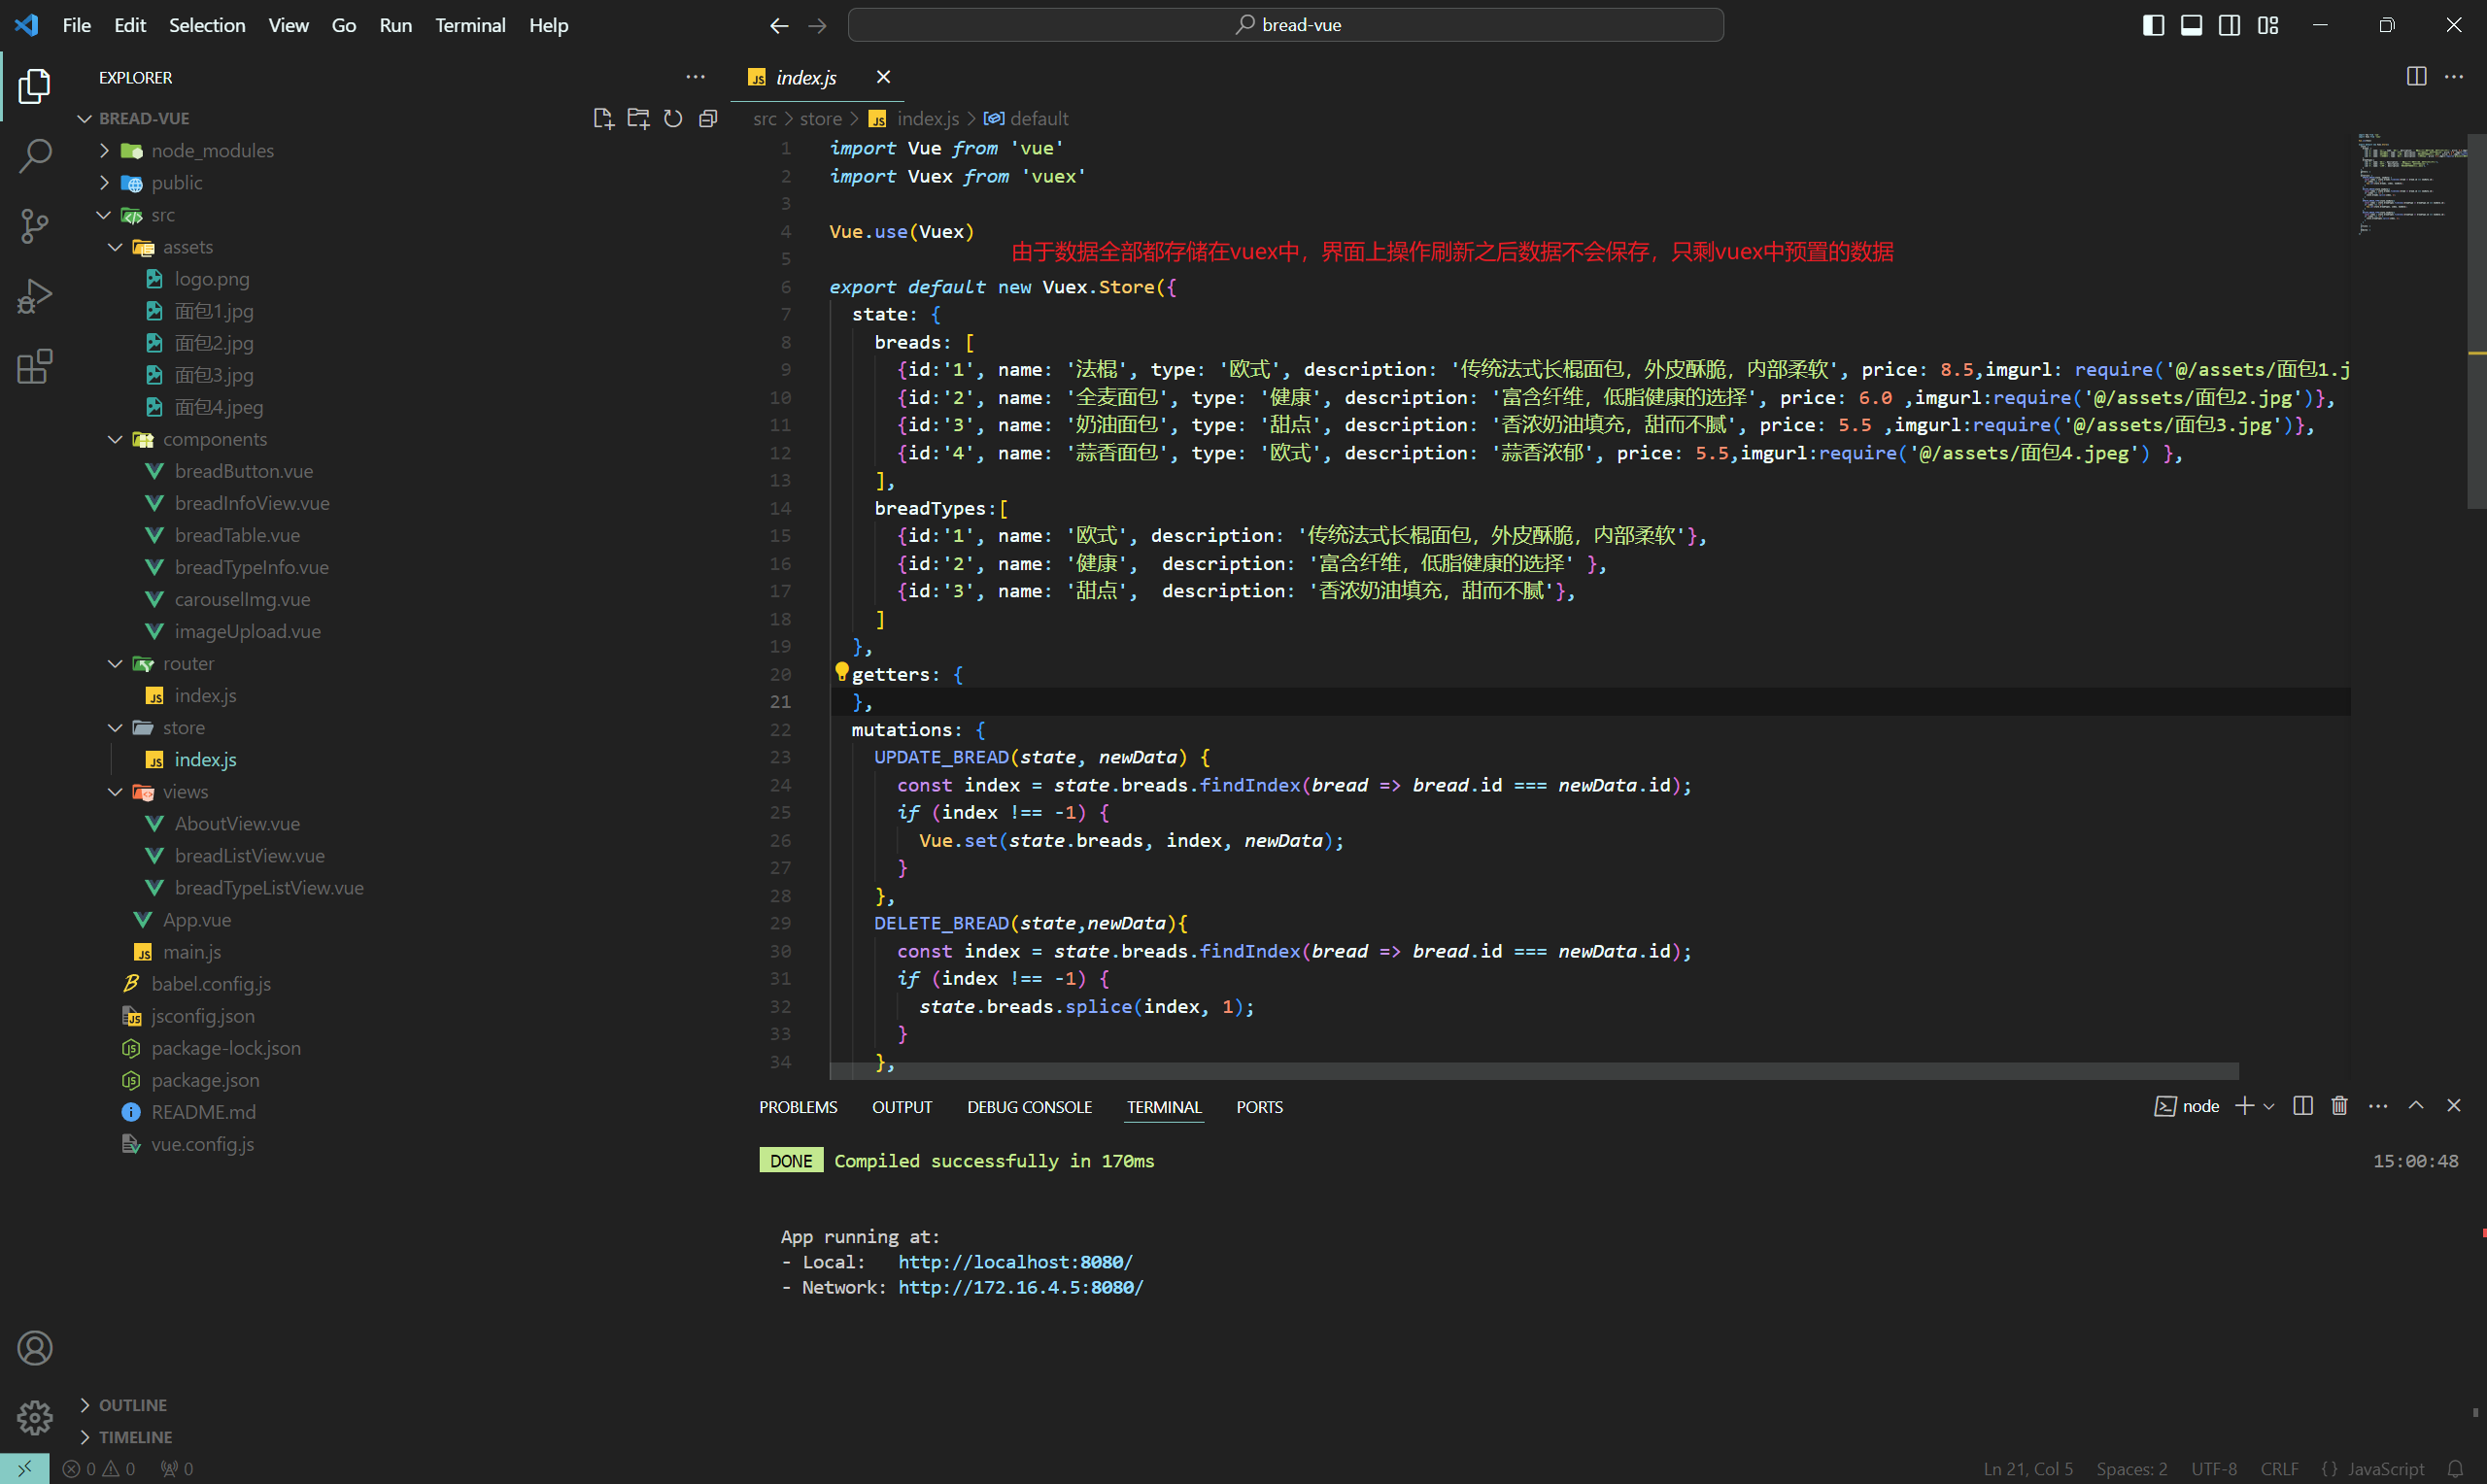 File Edit Selection View Go Run Terminal Help
bread-vue
EXPLORER
BREAD-VUE
node_modules
public
src
assets
logo.png
面包1.jpg
面包2.jpg
面包3.jpg
面包4.jpeg
components
breadButton.vue
breadInfoView.vue
breadTable.vue
breadTypeInfo.vue
carouselImg.vue
imageUpload.vue
router
index.js
store
index.js
views
AboutView.vue
breadListView.vue
breadTypeListView.vue
App.vue
main.js
babel.config.js
jsconfig.json
package-lock.json
package.json
README.md
vue.config.js
OUTLINE
TIMELINE
index.js
src > store > index.js > default
1 import Vue from 'vue'
2 import Vuex from 'vuex'
3
4 Vue.use(Vuex)
由于数据全部都存储在vuex中，界面上操作刷新之后数据不会保存，只剩vuex中预置的数据
5
6 export default new Vuex.Store({
7 state: {
8 breads: [
9 {id:'1', name: '法棍', type: '欧式', description: '传统法式长棍面包，外皮酥脆，内部柔软', price: 8.5,imgurl: require('@/assets/面包1.j
10 {id:'2', name: '全麦面包', type: '健康', description: '富含纤维，低脂健康的选择', price: 6.0 ,imgurl:require('@/assets/面包2.jpg')},
11 {id:'3', name: '奶油面包', type: '甜点', description: '香浓奶油填充，甜而不腻', price: 5.5 ,imgurl:require('@/assets/面包3.jpg')},
12 {id:'4', name: '蒜香面包', type: '欧式', description: '蒜香浓郁', price: 5.5,imgurl:require('@/assets/面包4.jpeg') },
13 ],
14 breadTypes:[
15 {id:'1', name: '欧式', description: '传统法式长棍面包，外皮酥脆，内部柔软'},
16 {id:'2', name: '健康',  description: '富含纤维，低脂健康的选择' },
17 {id:'3', name: '甜点',  description: '香浓奶油填充，甜而不腻'},
18 ]
19 },
20 getters: {
21 },
22 mutations: {
23 UPDATE_BREAD(state, newData) {
24 const index = state.breads.findIndex(bread => bread.id === newData.id);
25 if (index !== -1) {
26 Vue.set(state.breads, index, newData);
27 }
28 },
29 DELETE_BREAD(state,newData){
30 const index = state.breads.findIndex(bread => bread.id === newData.id);
31 if (index !== -1) {
32 state.breads.splice(index, 1);
33 }
34 },
PROBLEMS OUTPUT DEBUG CONSOLE TERMINAL PORTS node
DONE Compiled successfully in 170ms 15:00:48
App running at:
- Local: http://localhost:8080/
- Network: http://172.16.4.5:8080/
0 0 0 Ln 21, Col 5 Spaces: 2 UTF-8 CRLF {} JavaScript